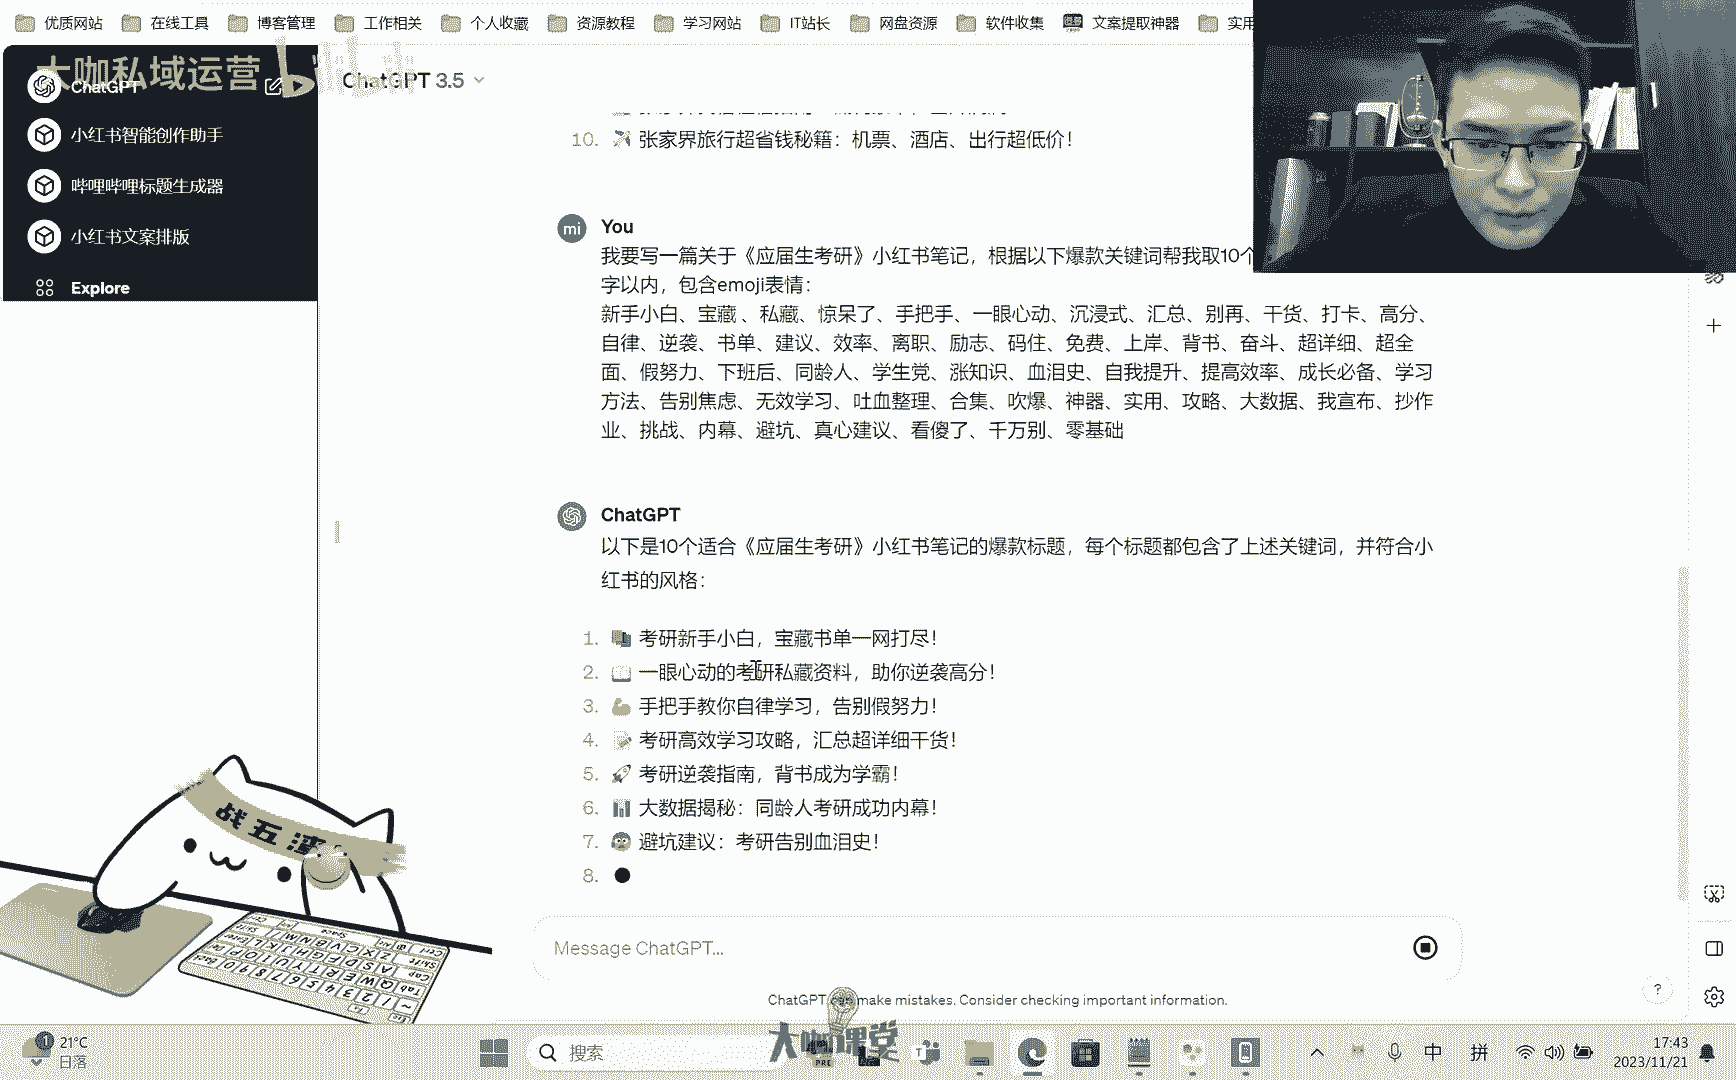 优质网站
在线工具
博客管理
工作相关
个人收藏
资源教程
学习网站
IT站长
网盘资源
软件收集
文案提取神器
实用
大咖私域运营
bilibili
ChatGPT
ChatGPT 3.5
小红书智能创作助手
哔哩哔哩标题生成器
小红书文案排版
Explore
10. 张家界旅行超省钱秘籍：机票、酒店、出行超低价！
mi
You
我要写一篇关于《应届生考研》小红书笔记，根据以下爆款关键词帮我取10个
字以内，包含emoji表情：
新手小白、宝藏 、私藏、惊呆了、手把手、一眼心动、沉浸式、汇总、别再、干货、打卡、高分、
自律、逆袭、书单、建议、效率、离职、励志、码住、免费、上岸、背书、奋斗、超详细、超全
面、假努力、下班后、同龄人、学生党、涨知识、血泪史、自我提升、提高效率、成长必备、学习
方法、告别焦虑、无效学习、吐血整理、合集、吹爆、神器、实用、攻略、大数据、我宣布、抄作
业、挑战、内幕、避坑、真心建议、看傻了、千万别、零基础
ChatGPT
以下是10个适合《应届生考研》小红书笔记的爆款标题，每个标题都包含了上述关键词，并符合小
红书的风格：
1. 📚 考研新手小白，宝藏书单一网打尽！
2. 📖 一眼心动的考研私藏资料，助你逆袭高分！
3. 💪 手把手教你自律学习，告别假努力！
4. 📝 考研高效学习攻略，汇总超详细干货！
5. 🚀 考研逆袭指南，背书成为学霸！
6. 📊 大数据揭秘：同龄人考研成功内幕！
7. 避坑建议：考研告别血泪史！
8.
Message ChatGPT...
ChatGPT can make mistakes. Consider checking important information.
?
大咖课堂
21°C
日落
搜索
中
拼
17:43
2023/11/21